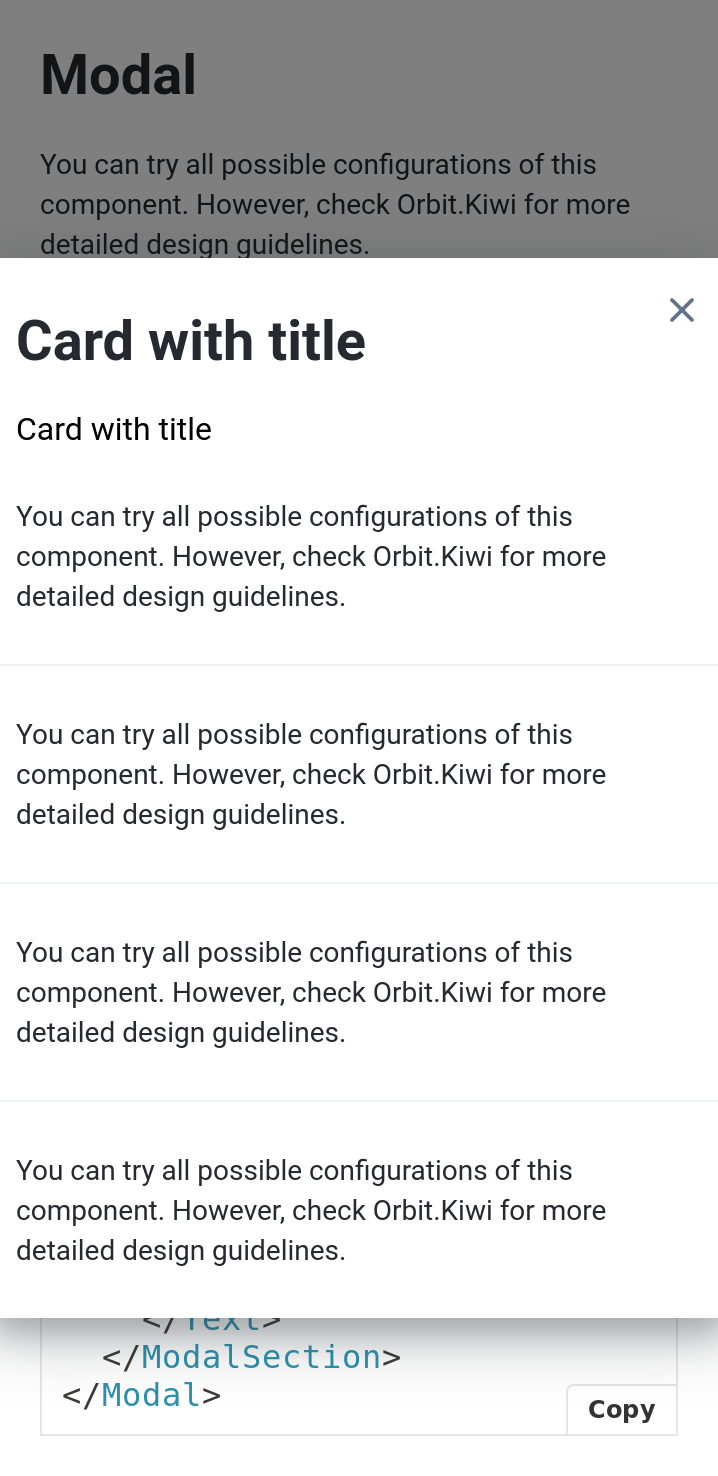 Modal
You can try all possible configurations of this
component. However, check Orbit.Kiwi for more
detailed design guidelines.
Card with title
Card with title
You can try all possible configurations of this
component. However, check Orbit.Kiwi for more
detailed design guidelines.
You can try all possible configurations of this
component. However, check Orbit.Kiwi for more
detailed design guidelines.
You can try all possible configurations of this
component. However, check Orbit.Kiwi for more
detailed design guidelines.
You can try all possible configurations of this
component. However, check Orbit.Kiwi for more
detailed design guidelines.
</Text>
</ModalSection>
</Modal>
Copy